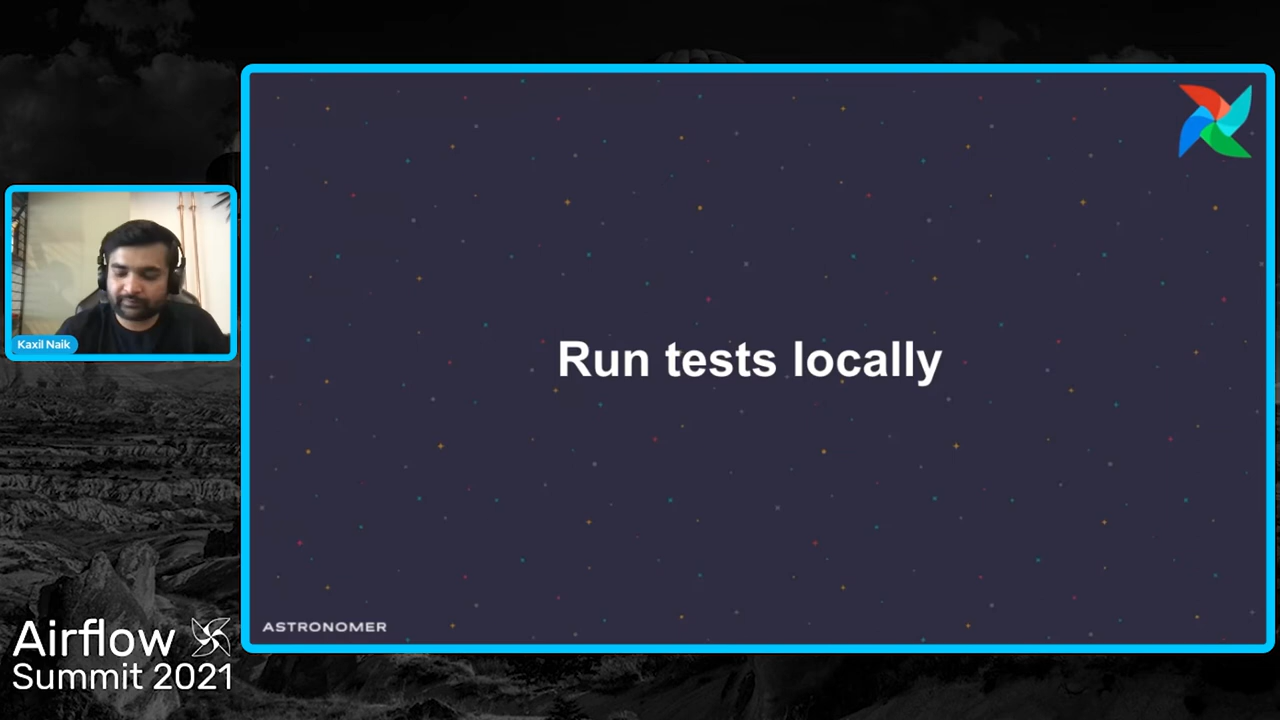 Run tests locally
Kaxil Naik
ASTRONOMER
Airflow
Summit 2021